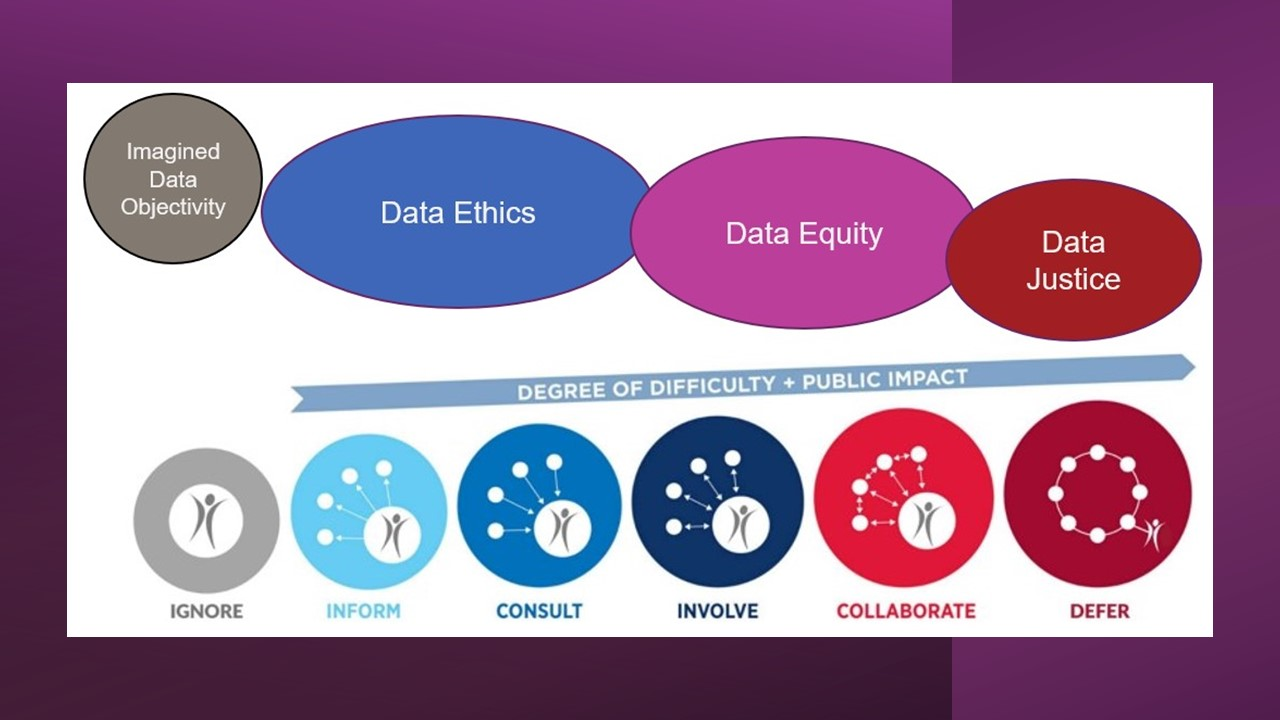 Imagined
Data
Objectivity
Data Ethics
Data Equity
Data
Justice
DEGREE OF DIFFICULTY + PUBLIC IMPACT
IGNORE
INFORM
CONSULT
INVOLVE
COLLABORATE
DEFER